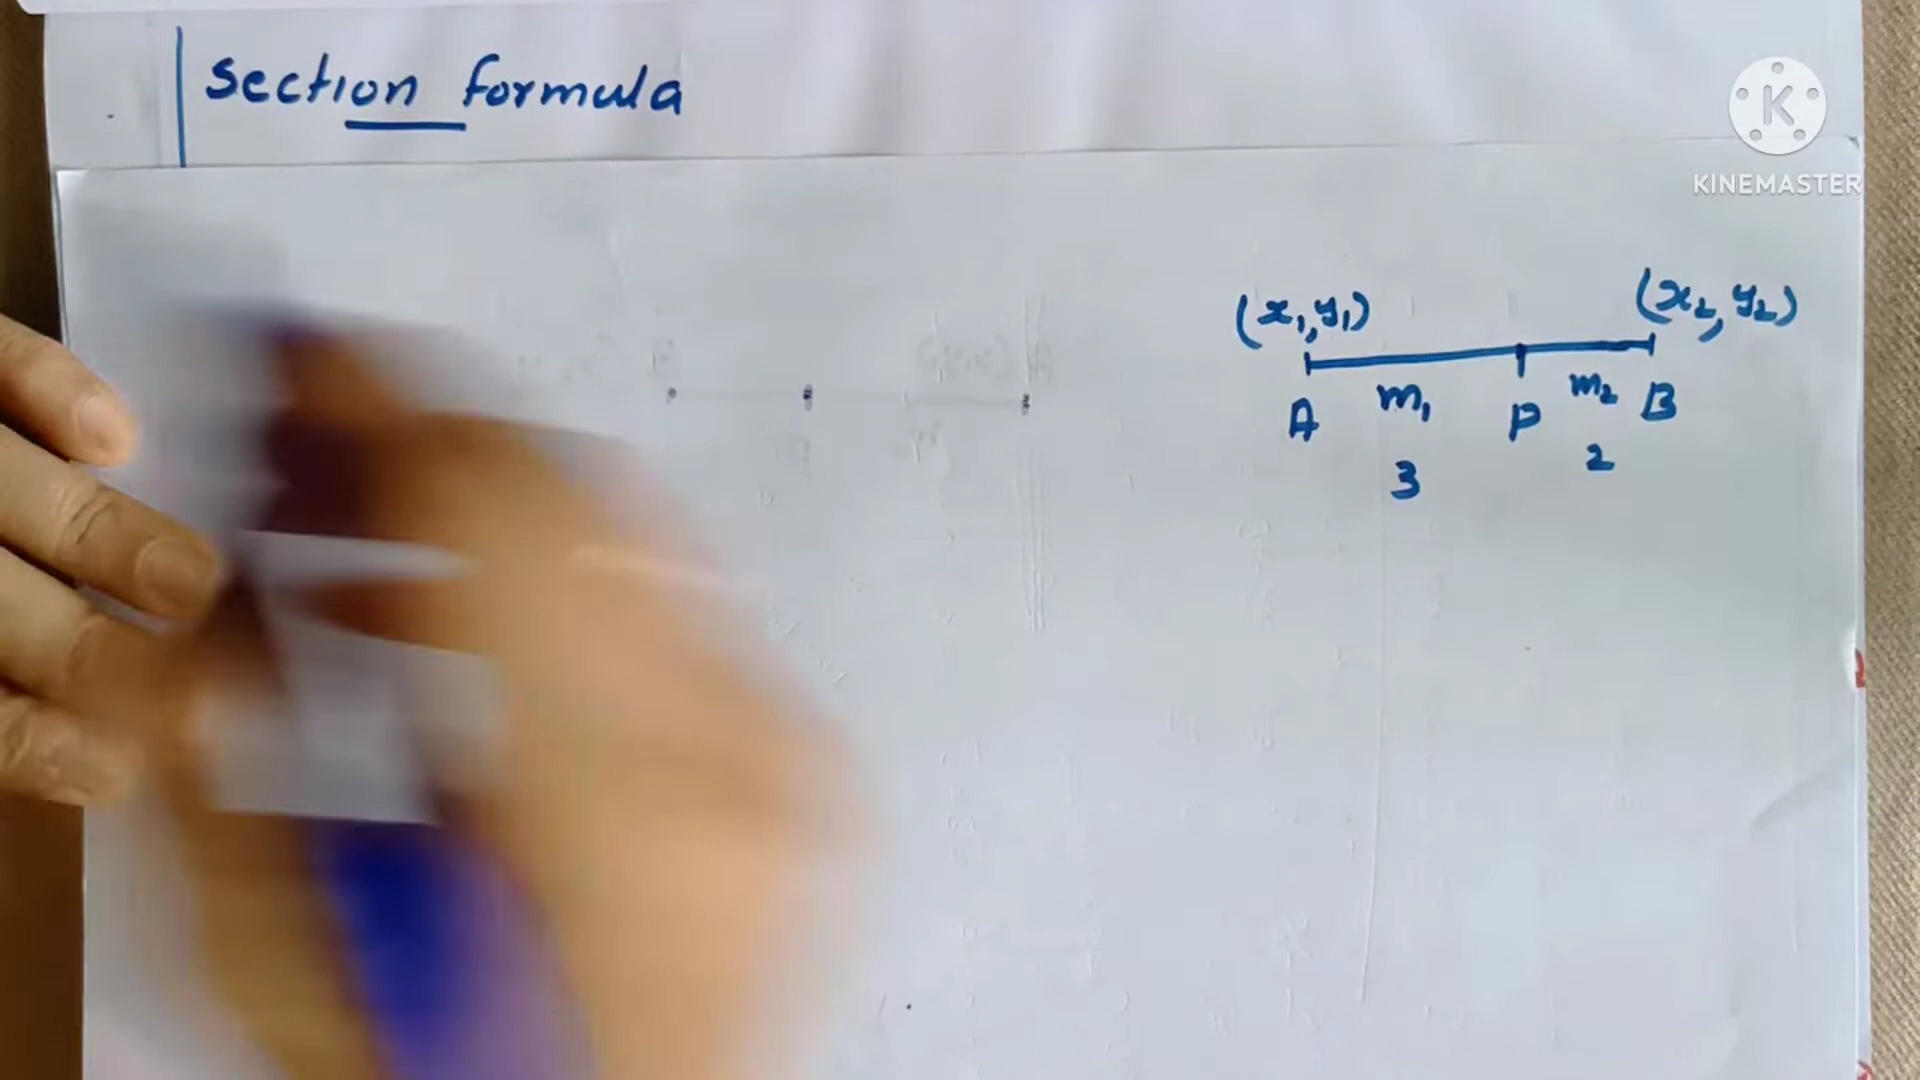 Section formula
K
KINEMASTER
(x₁, y₁) (x₂, y₂)
A m₁ P m₂ B
3 2